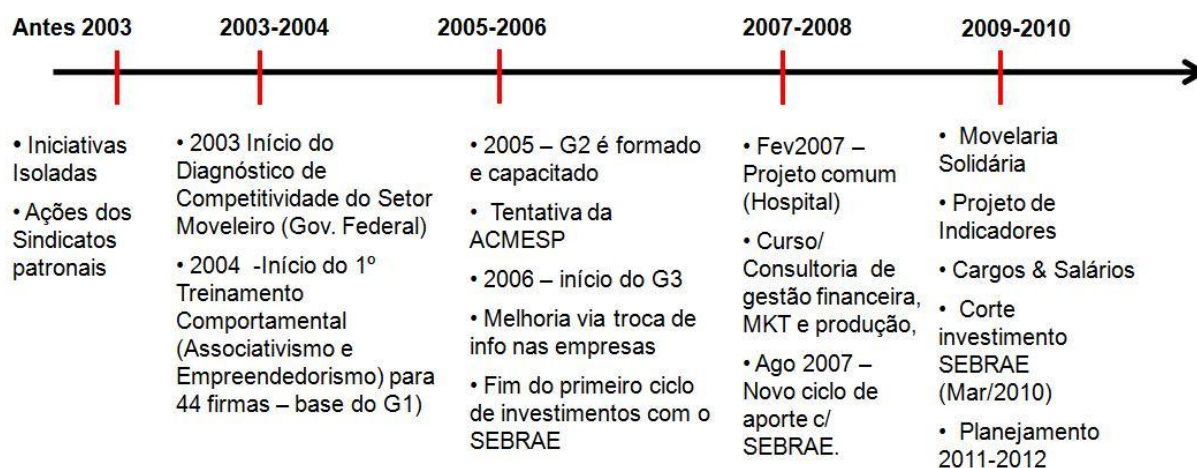 Antes 2003
2003-2004
2005-2006
2007-2008
2009-2010
• Iniciativas
Isoladas
• Ações dos
Sindicatos
patronais
• 2003 Início do
Diagnóstico de
Competitividade do Setor
Moveleiro (Gov. Federal)
• 2004 -Início do 1º
Treinamento
Comportamental
(Associativismo e
Empreendedorismo) para
44 firmas – base do G1)
• 2005 – G2 é formado
e capacitado
• Tentativa da
ACMESP
• 2006 – início do G3
• Melhoria via troca de
info nas empresas
• Fim do primeiro ciclo
de investimentos com o
SEBRAE
• Fev2007 –
Projeto comum
(Hospital)
• Curso/
Consultoria de
gestão financeira,
MKT e produção,
• Ago 2007 –
Novo ciclo de
aporte c/
SEBRAE.
• Movelaria
Solidária
• Projeto de
Indicadores
• Cargos & Salários
• Corte
investimento
SEBRAE
(Mar/2010)
• Planejamento
2011-2012